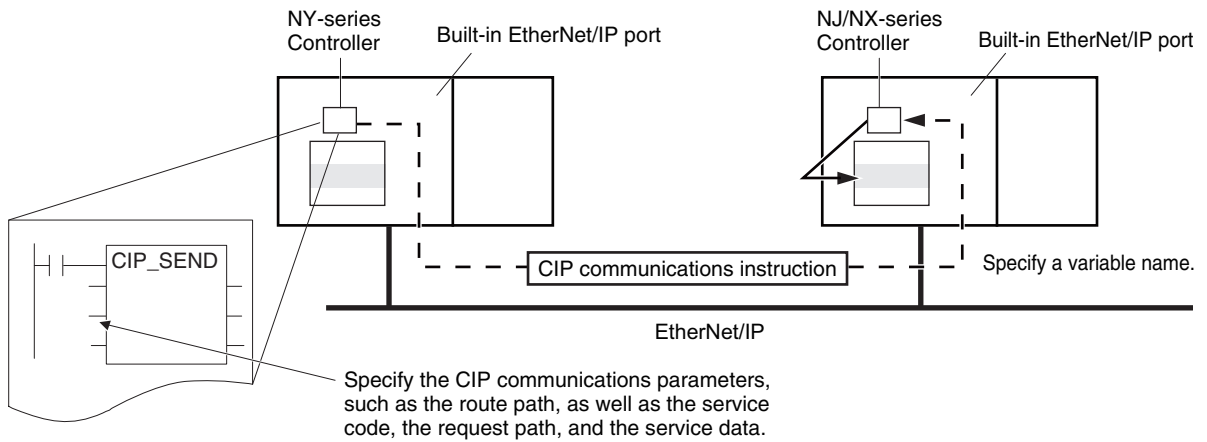 NY-series
Controller
Built-in EtherNet/IP port
NJ/NX-series
Controller
Built-in EtherNet/IP port
CIP_SEND
CIP communications instruction
Specify a variable name.
EtherNet/IP
Specify the CIP communications parameters,
such as the route path, as well as the service
code, the request path, and the service data.